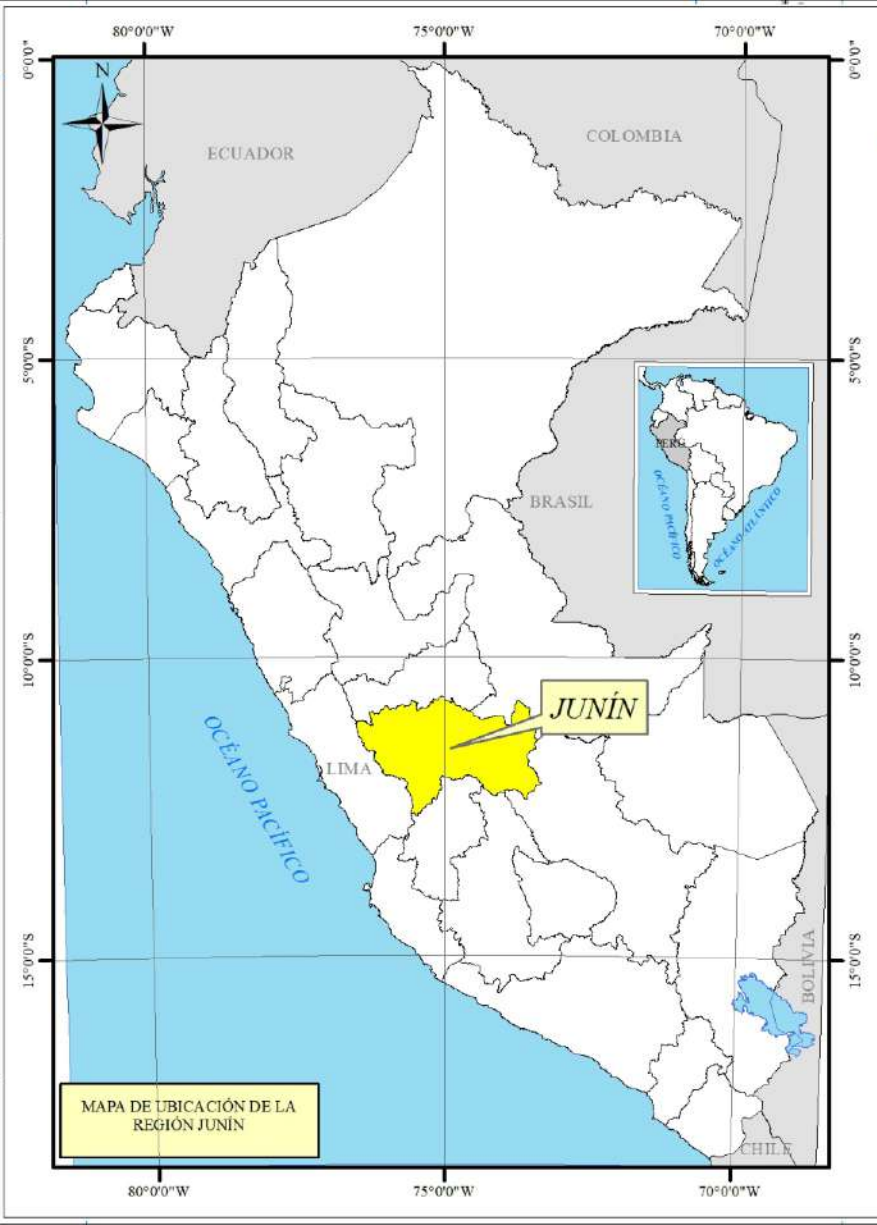 80°0'0"W
75°0'0"W
70°0'0"W
0°0'0"
0°0'0"
N
ECUADOR
COLOMBIA
5°0'0"S
5°0'0"S
PERÚ
BRASIL
OCÉANO PACÍFICO
OCÉANO ATLÁNTICO
10°0'0"S
10°0'0"S
JUNÍN
LIMA
OCÉANO PACÍFICO
15°0'0"S
15°0'0"S
BOLIVIA
MAPA DE UBICACIÓN DE LA
REGIÓN JUNÍN
CHILE
80°0'0"W
75°0'0"W
70°0'0"W